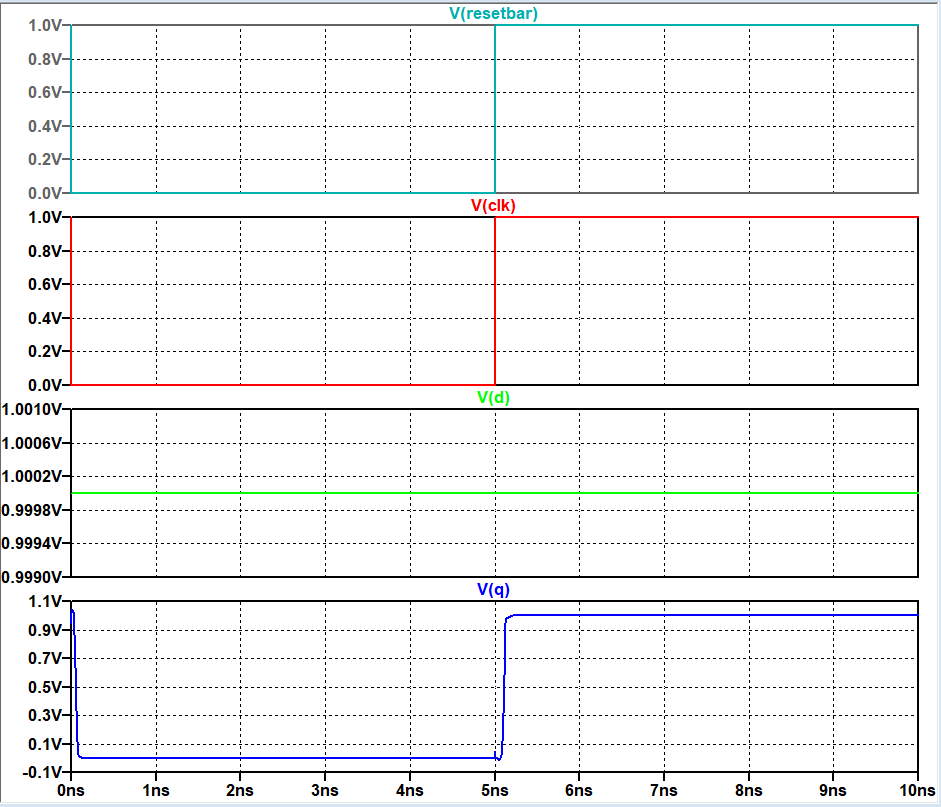 V(resetbar)
1.0V
0.8V
0.6V
0.4V
0.2V
0.0V
V(clk)
1.0V
0.8V
0.6V
0.4V
0.2V
0.0V
V(d)
1.0010V
1.0006V
1.0002V
0.9998V
0.9994V
0.9990V
V(q)
1.1V
0.9V
0.7V
0.5V
0.3V
0.1V
-0.1V
0ns 1ns 2ns 3ns 4ns 5ns 6ns 7ns 8ns 9ns 10ns